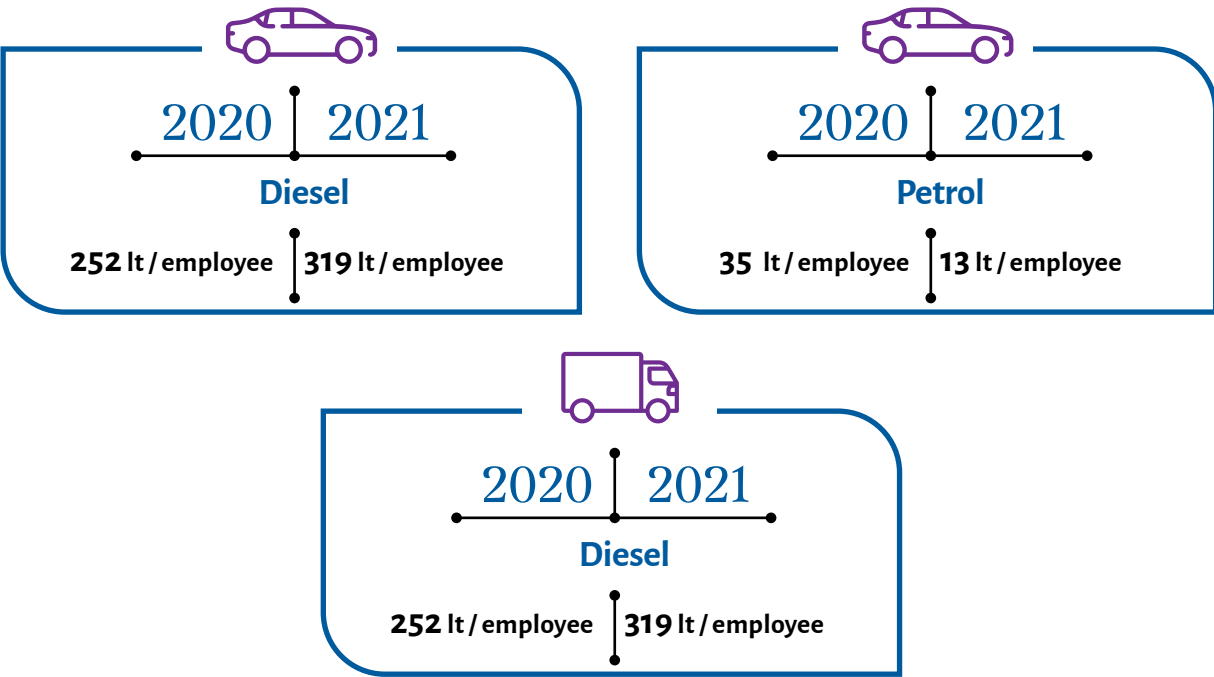 2020 2021
Diesel
252 lt / employee 319 lt / employee
2020 2021
Petrol
35 lt / employee 13 lt / employee
2020 2021
Diesel
252 lt / employee 319 lt / employee